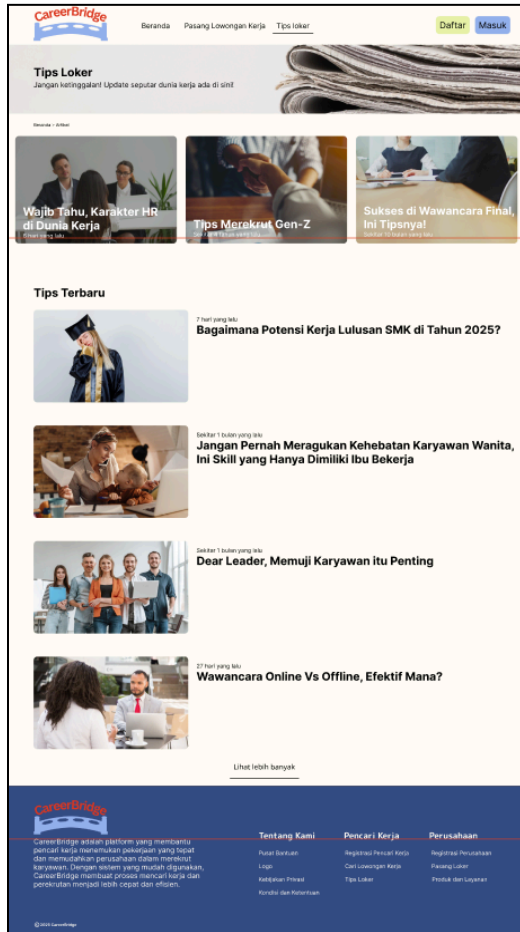 CareerBridge
Beranda Pasang Lowongan Kerja Tips loker Daftar Masuk
Tips Loker
Jangan ketinggalan! Update seputar dunia kerja ada di sini!
Beranda > Artikel
Wajib Tahu, Karakter HR
di Dunia Kerja
Tips Merekrut Gen-Z
Sukses di Wawancara Final,
Ini Tipsnya!
Sekitar 10 bulan yang lalu
Tips Terbaru
7 hari yang lalu
Bagaimana Potensi Kerja Lulusan SMK di Tahun 2025?
Sekitar 1 bulan yang lalu
Jangan Pernah Meragukan Kehebatan Karyawan Wanita,
Ini Skill yang Hanya Dimiliki Ibu Bekerja
Sekitar 1 bulan yang lalu
Dear Leader, Memuji Karyawan itu Penting
27 hari yang lalu
Wawancara Online Vs Offline, Efektif Mana?
Lihat lebih banyak
CareerBridge
CareerBridge adalah platform yang membantu
pencari kerja menemukan pekerjaan yang tepat
dan memudahkan perusahaan dalam merekrut
karyawan. Dengan sistem yang mudah digunakan,
CareerBridge membuat proses mencari kerja dan
perekrutan menjadi lebih cepat dan efisien.
Tentang Kami
Pusat Bantuan
Logo
Kebijakan Privasi
Kondisi dan Ketentuan
Pencari Kerja
Registrasi Pencari Kerja
Cari Lowongan Kerja
Tips Loker
Perusahaan
Registrasi Perusahaan
Pasang Loker
Produk dan Layanan
© 2025 CareerBridge